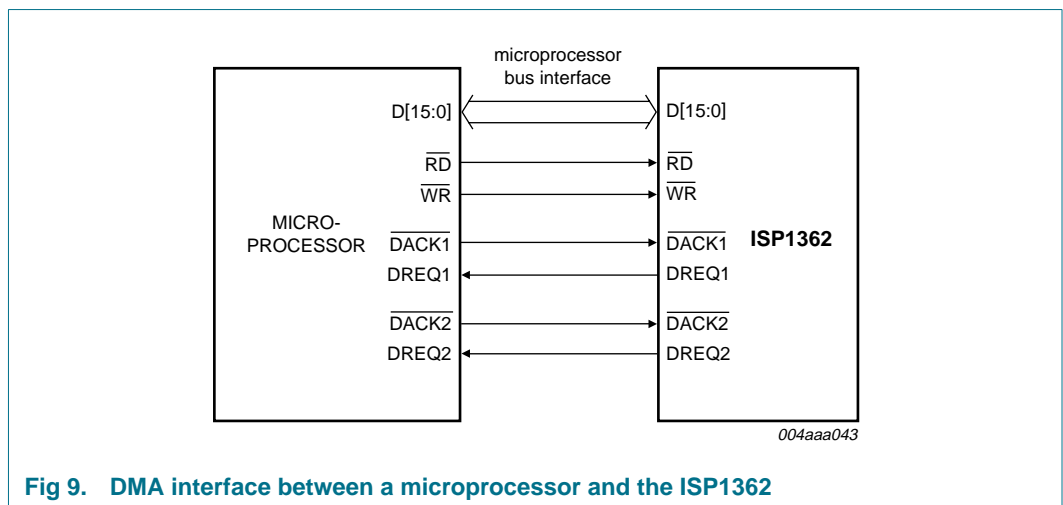 microprocessor
bus interface
D[15:0]
D[15:0]
RD
RD
WR
WR
MICRO-
PROCESSOR
ISP1362
DACK1
DACK1
DREQ1
DREQ1
DACK2
DACK2
DREQ2
DREQ2
004aaa043
Fig 9. DMA interface between a microprocessor and the ISP1362